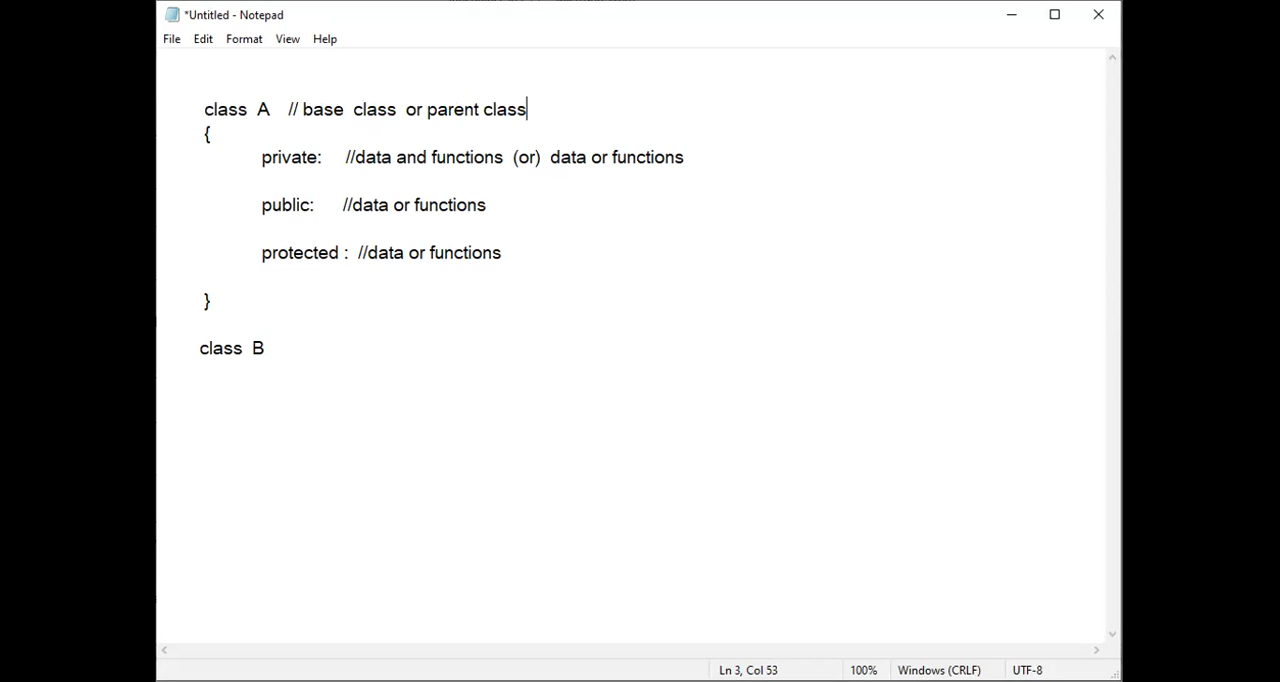 *Untitled - Notepad
File Edit Format View Help
class A // base class or parent class
{
private: //data and functions (or) data or functions
public: //data or functions
protected : //data or functions
}
class B
Ln 3, Col 53 100% Windows (CRLF) UTF-8